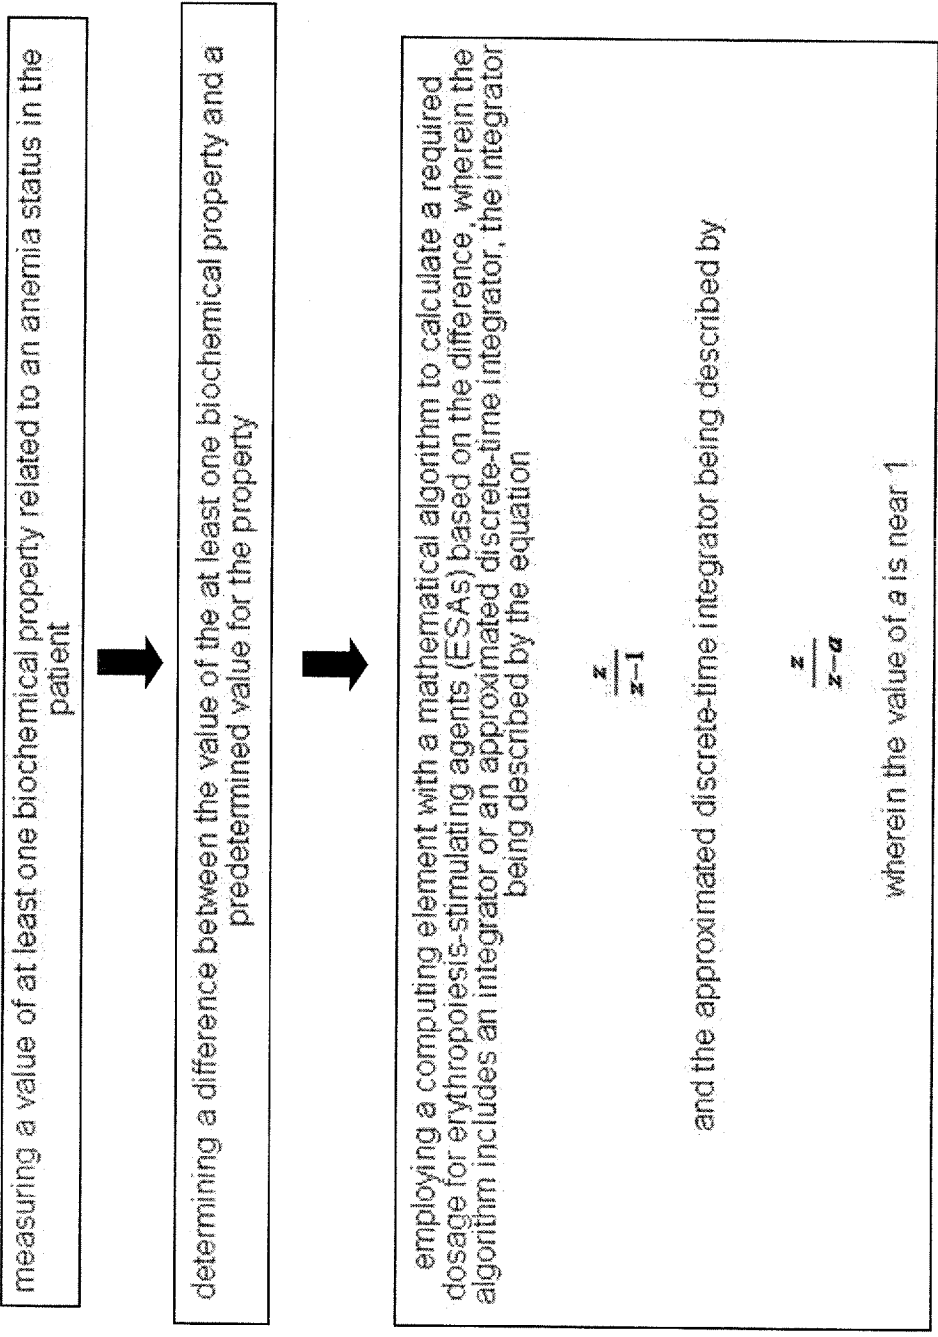 measuring a value of at least one biochemical property related to an anemia status in the
patient
determining a difference between the value of the at least one biochemical property and a
predetermined value for the property
employing a computing element with a mathematical algorithm to calculate a required
dosage for erythropoiesis-stimulating agents (ESAs) based on the difference, wherein the
algorithm includes an integrator or an approximated discrete-time integrator, the integrator
being described by the equation
z
z−1
and the approximated discrete-time integrator being described by
z
z−a
wherein the value of a is near 1